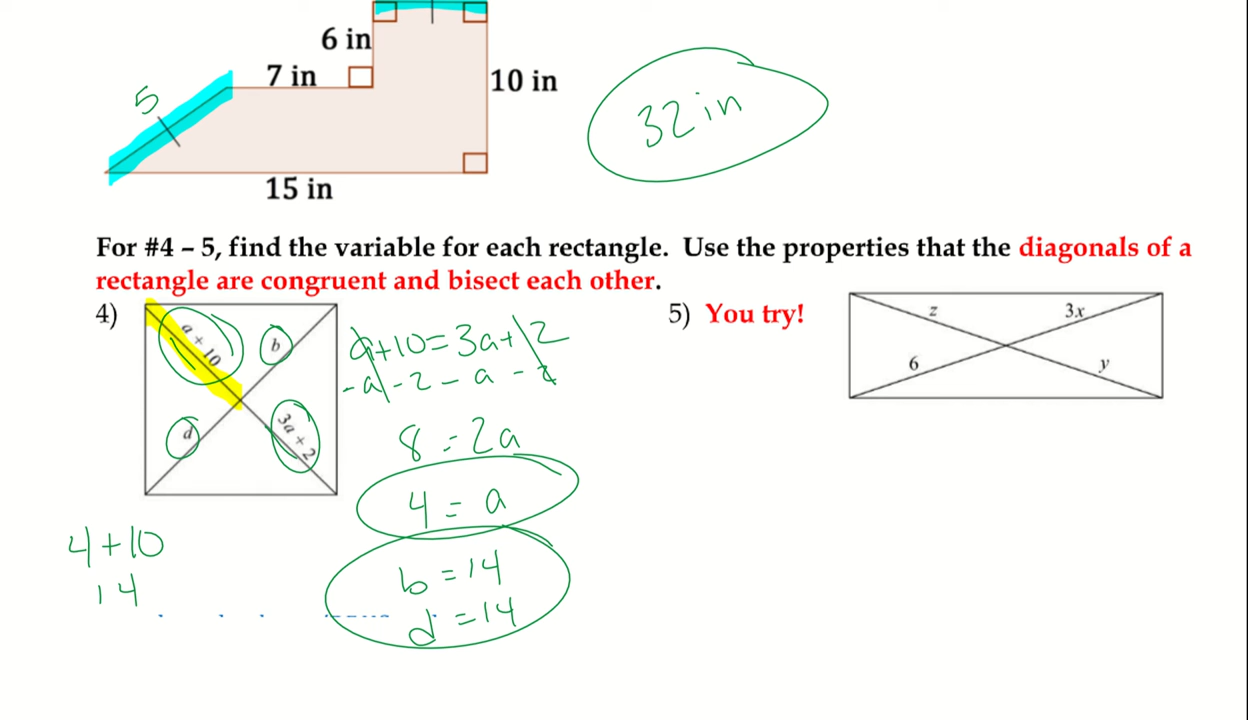 6 in
7 in
5
10 in
15 in
32 in
For #4 – 5, find the variable for each rectangle. Use the properties that the diagonals of a
rectangle are congruent and bisect each other.
4)
a + 10
b
d
3a + 2
a+10=3a+2
-a -2 -a -2
8 = 2a
4 = a
b = 14
d = 14
4+10
14
5) You try!
z
3x
6
y